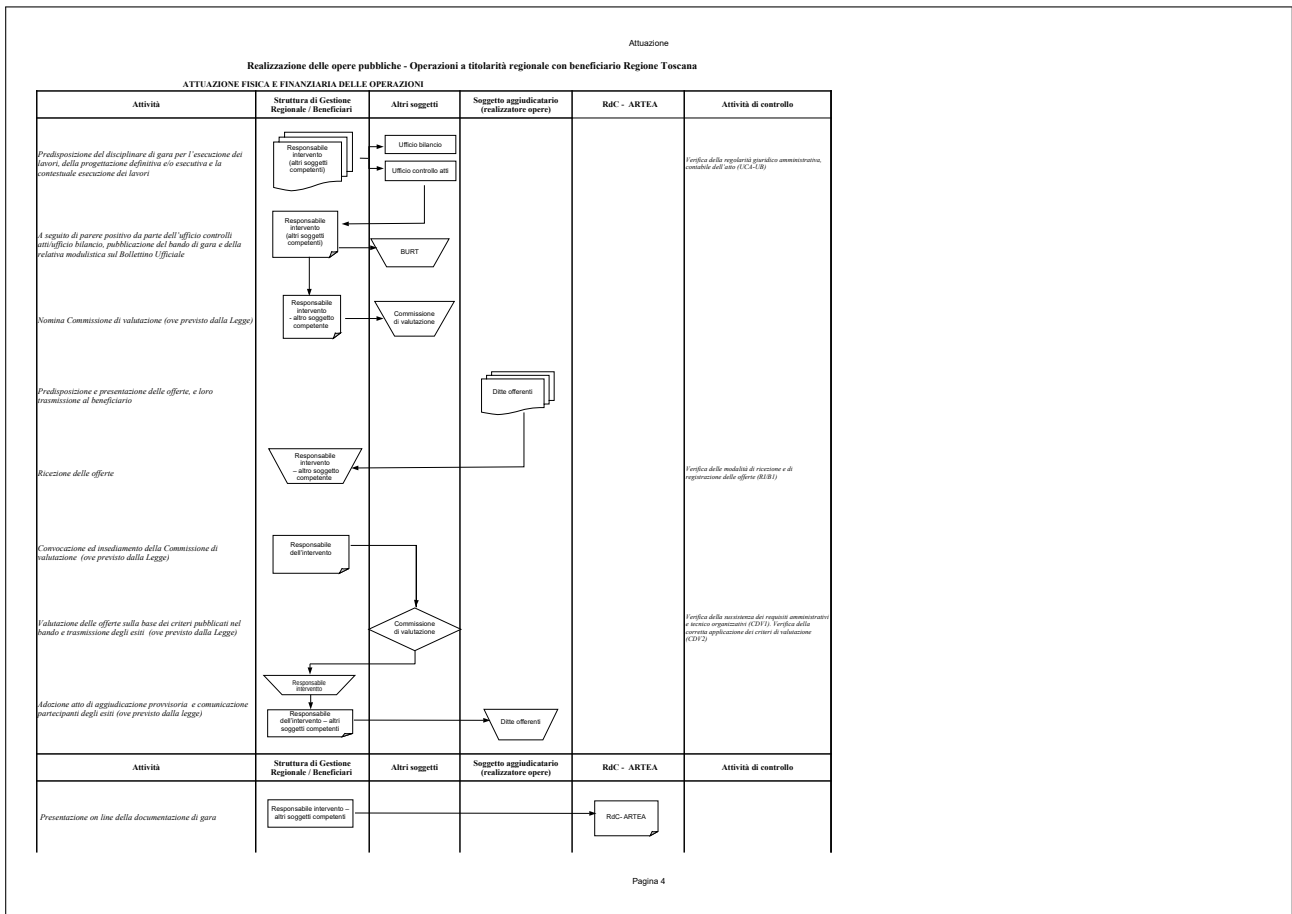 Attuazione
Realizzazione delle opere pubbliche - Operazioni a titolarità regionale con beneficiario Regione Toscana
ATTUAZIONE FISICA E FINANZIARIA DELLE OPERAZIONI
Attività
Struttura di Gestione
Regionale / Beneficiari
Altri soggetti
Soggetto aggiudicatario
(realizzatore opere)
RdC - ARTEA
Attività di controllo
Predisposizione del disciplinare di gara per l'esecuzione dei
lavori, della progettazione definitiva e/o esecutiva e la
contestuale esecuzione dei lavori
Responsabile
intervento
(altri soggetti
competenti)
Ufficio bilancio
Ufficio controllo atti
Verifica della regolarità giuridico amministrativa,
contabile dell'atto (UCA-UB)
A seguito di parere positivo da parte dell'ufficio controlli
atti/ufficio bilancio, pubblicazione del bando di gara e della
relativa modulistica sul Bollettino Ufficiale
Responsabile
intervento
(altri soggetti
competenti)
BURT
Nomina Commissione di valutazione (ove previsto dalla Legge)
Responsabile
intervento
- altro soggetto
competente
Commissione
di valutazione
Predisposizione e presentazione delle offerte, e loro
trasmissione al beneficiario
Ditte offerenti
Ricezione delle offerte
Responsabile
intervento
– altro soggetto
competente
Verifica delle modalità di ricezione e di
registrazione delle offerte (RI/B1)
Convocazione ed insediamento della Commissione di
valutazione (ove previsto dalla Legge)
Responsabile
dell'intervento
Valutazione delle offerte sulla base dei criteri pubblicati nel
bando e trasmissione degli esiti (ove previsto dalla Legge)
Commissione
di valutazione
Verifica della sussistenza dei requisiti amministrativi
e tecnico organizzativi (CDV1). Verifica della
corretta applicazione dei criteri di valutazione
(CDV2)
Responsabile
interventto
Adozione atto di aggiudicazione provvisoria e comunicazione
partecipanti degli esiti (ove previsto dalla legge)
Responsabile
dell'intervento – altri
soggetti competenti
Ditte offerenti
Attività
Struttura di Gestione
Regionale / Beneficiari
Altri soggetti
Soggetto aggiudicatario
(realizzatore opere)
RdC - ARTEA
Attività di controllo
Presentazione on line della documentazione di gara
Responsabile intervento –
altri soggetti competenti
RdC- ARTEA
Pagina 4